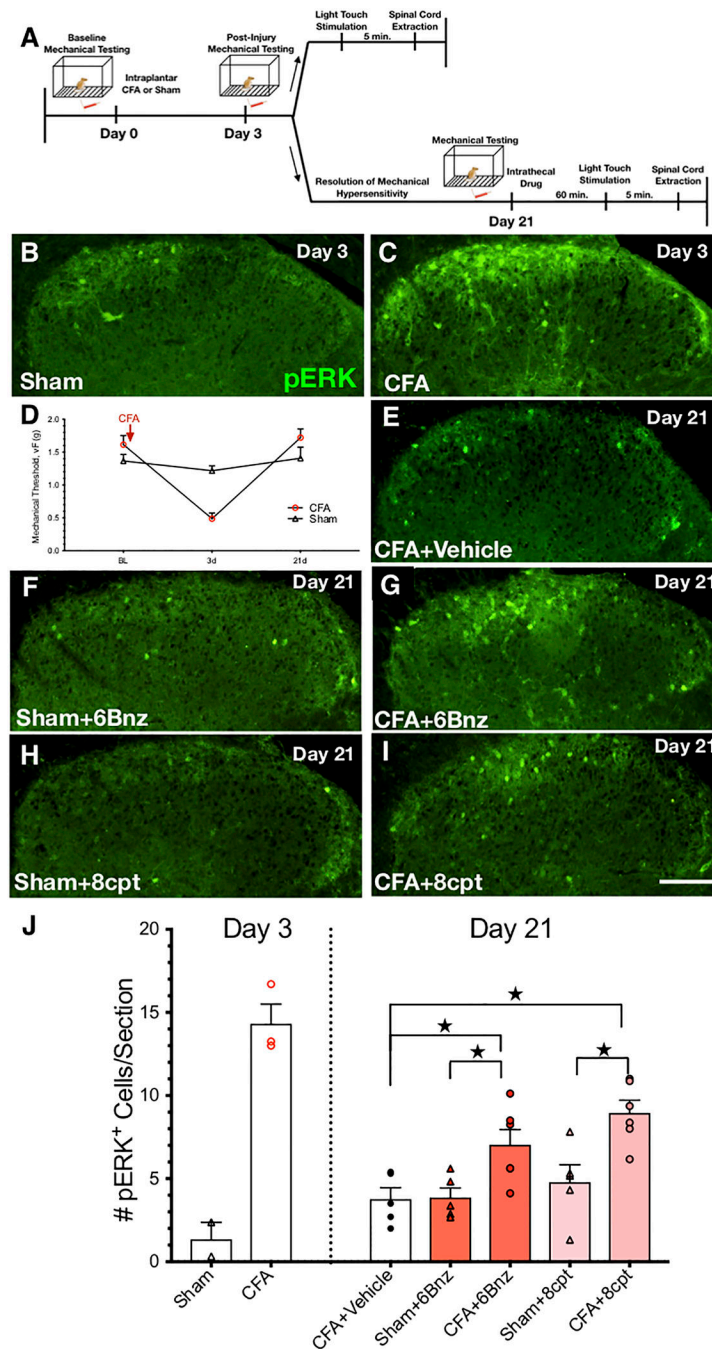 A
Baseline
Mechanical Testing
Intraplantar
CFA or Sham
Post-Injury
Mechanical Testing
Light Touch
Stimulation
Spinal Cord
Extraction
5 min.
Day 0
Day 3
Resolution of Mechanical
Hypersensitivity
Mechanical Testing
Intrathecal
Drug
Light Touch
Stimulation
Spinal Cord
Extraction
60 min.
5 min.
Day 21
B
Day 3
Sham
pERK
C
Day 3
CFA
D
CFA
Mechanical Threshold, vF (g)
2.0
1.5
1.0
0.5
0.0
BL
3d
21d
CFA
Sham
E
Day 21
CFA+Vehicle
F
Day 21
Sham+6Bnz
G
Day 21
CFA+6Bnz
H
Day 21
Sham+8cpt
I
Day 21
CFA+8cpt
J
Day 3
Day 21
# pERK⁺ Cells/Section
20
15
10
5
0
Sham
CFA
CFA+Vehicle
Sham+6Bnz
CFA+6Bnz
Sham+8cpt
CFA+8cpt